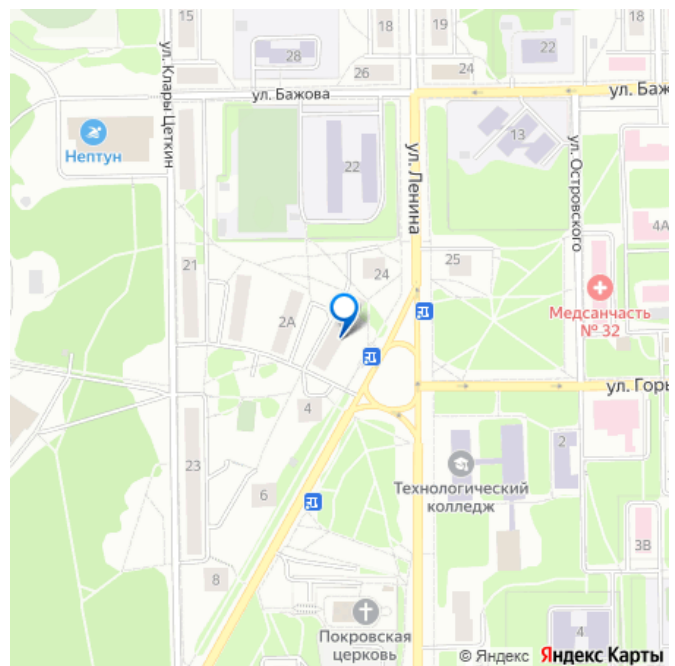 15
18
19
18
ул. Клары Цеткин
28
26
24
22
ул. Бажова
ул. Баж
Нептун
13
22
ул. Ленина
ул. Островского
4А
21
24
25
2А
Медсанчасть
№ 32
4
ул. Горь
23
2
Технологический
колледж
6
3В
8
4
Покровская
церковь
© Яндекс Яндекс Карты